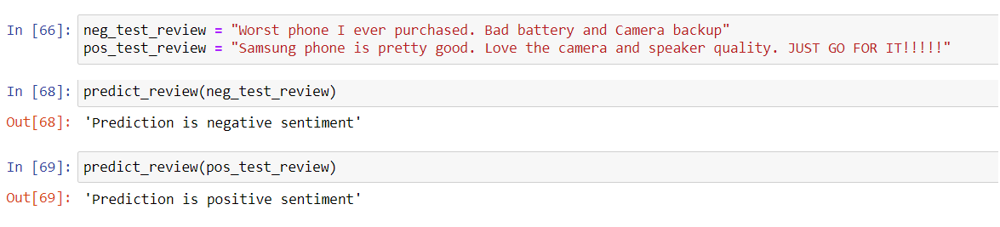 In [66]: neg_test_review = "Worst phone I ever purchased. Bad battery and Camera backup"
pos_test_review = "Samsung phone is pretty good. Love the camera and speaker quality. JUST GO FOR IT!!!!!"
In [68]: predict_review(neg_test_review)
Out[68]: 'Prediction is negative sentiment'
In [69]: predict_review(pos_test_review)
Out[69]: 'Prediction is positive sentiment'